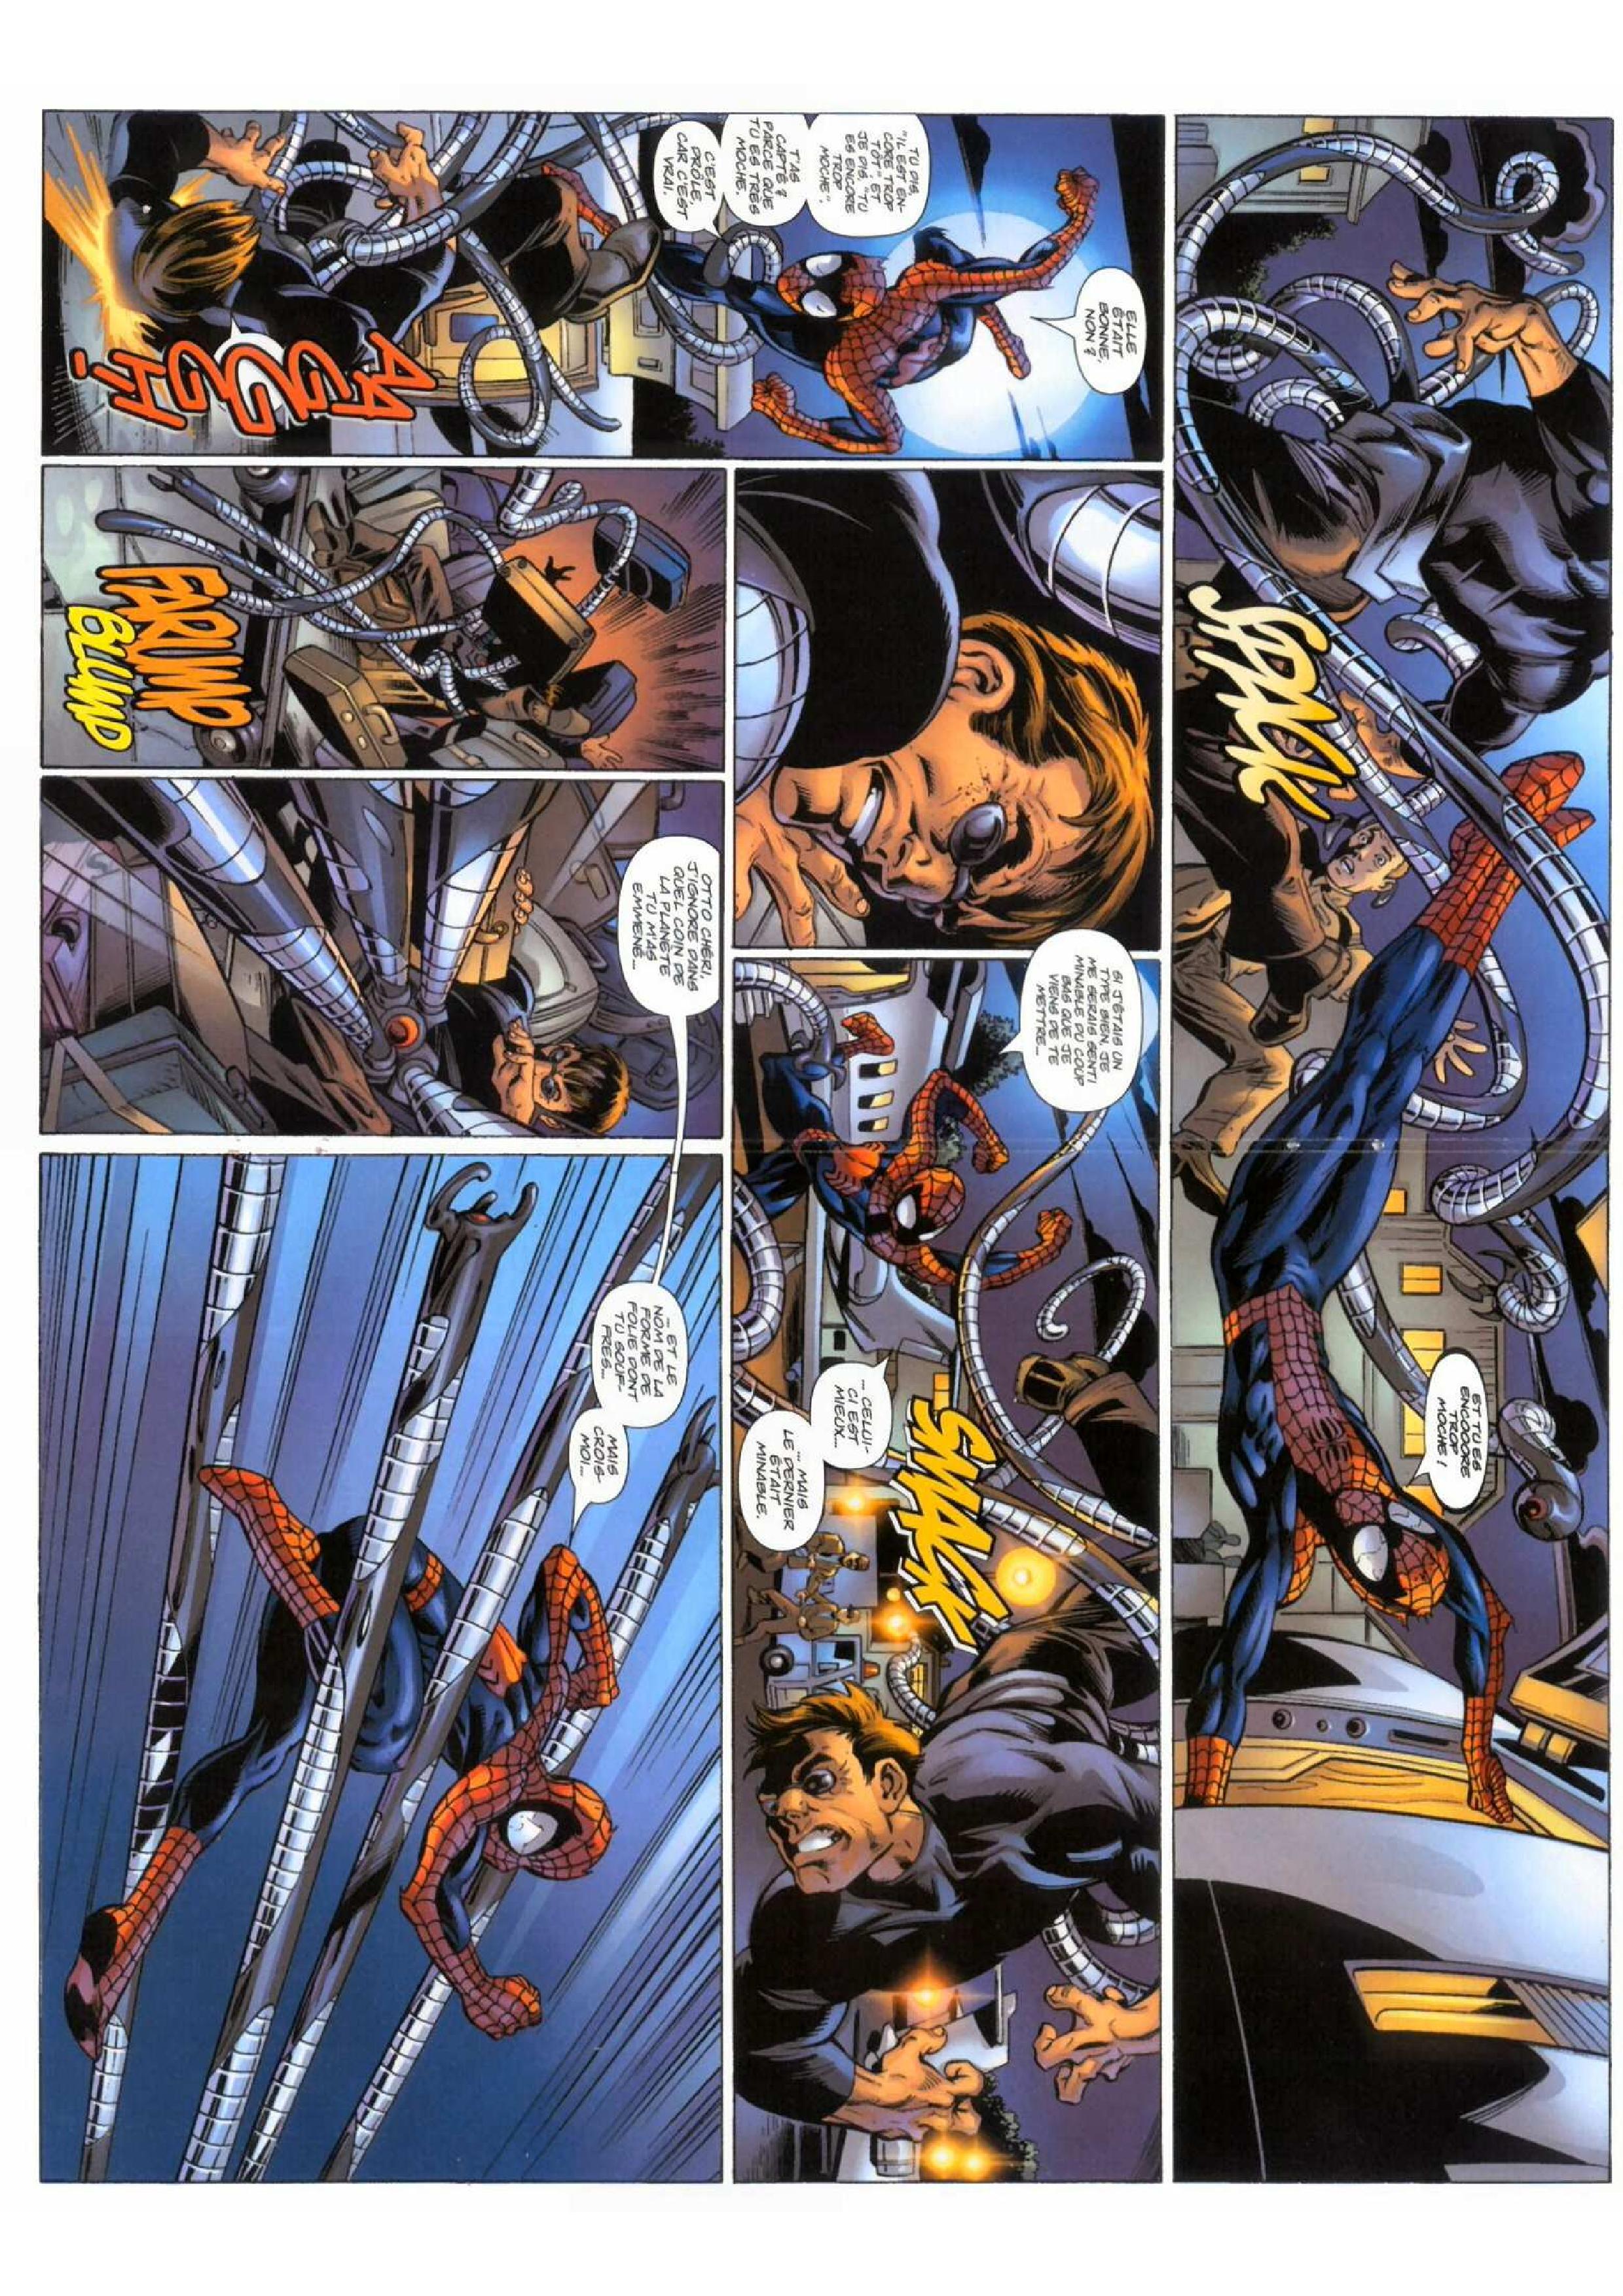 SPAK
ET TU ES
ENCOOORE
TROP
MOCHE !
ELLE
ÉTAIT
BONNE,
NON ?
TU DIS
"IL EST EN-
CORE TROP
TÔT" ET
JE DIS "TU
ES ENCORE
TROP
MOCHE".
T'AS
CAPTÉ ?
PARCE QUE
TU ES TRÈS
MOCHE.
C'EST
DRÔLE,
CAR C'EST
VRAI.
AGGGH!
SI J'ÉTAIS UN
TYPE BIEN, JE
ME SERAIS SENTI
MINABLE DU COUP
BAS QUE JE
VIENS DE TE
METTRE...
... CELUI-
CI EST
MIEUX...
... MAIS
LE DERNIER
ÉTAIT
MINABLE.
SMACK
FARUMP
BLUMP
OTTO CHÉRI,
J'IGNORE DANS
QUEL COIN DE
LA PLANÈTE
TU M'AS
EMMENÉ...
... ET LE
NOM DE LA
FORME DE
FOLIE DONT
TU SOUF-
FRES...
MAIS
CROIS-
MOI...